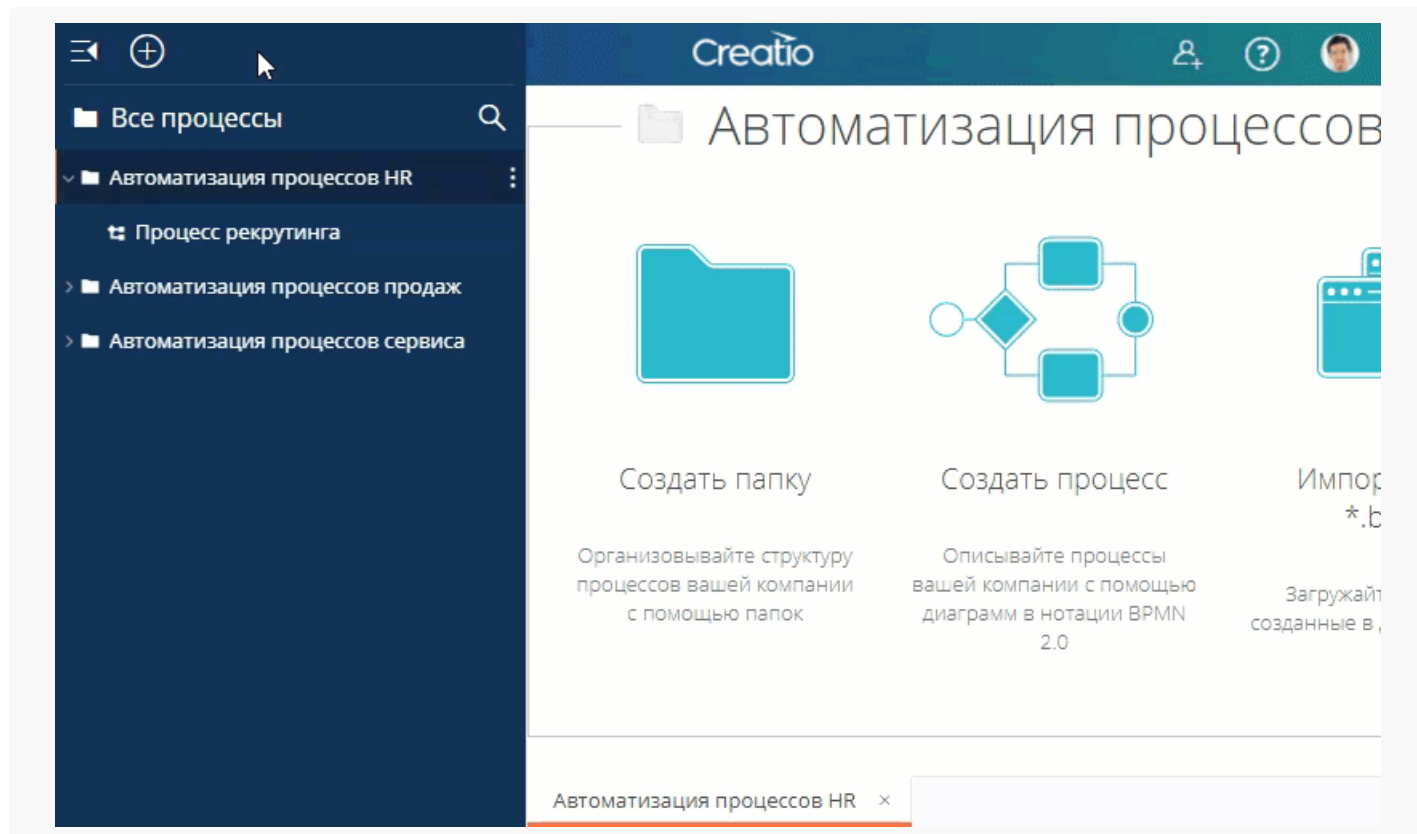 Creatio
Все процессы
Автоматизация процессов
Автоматизация процессов HR
Процесс рекрутинга
Автоматизация процессов продаж
Автоматизация процессов сервиса
Создать папку
Организовывайте структуру
процессов вашей компании
с помощью папок
Создать процесс
Описывайте процессы
вашей компании с помощью
диаграмм в нотации BPMN
2.0
созданные в
Автоматизация процессов HR